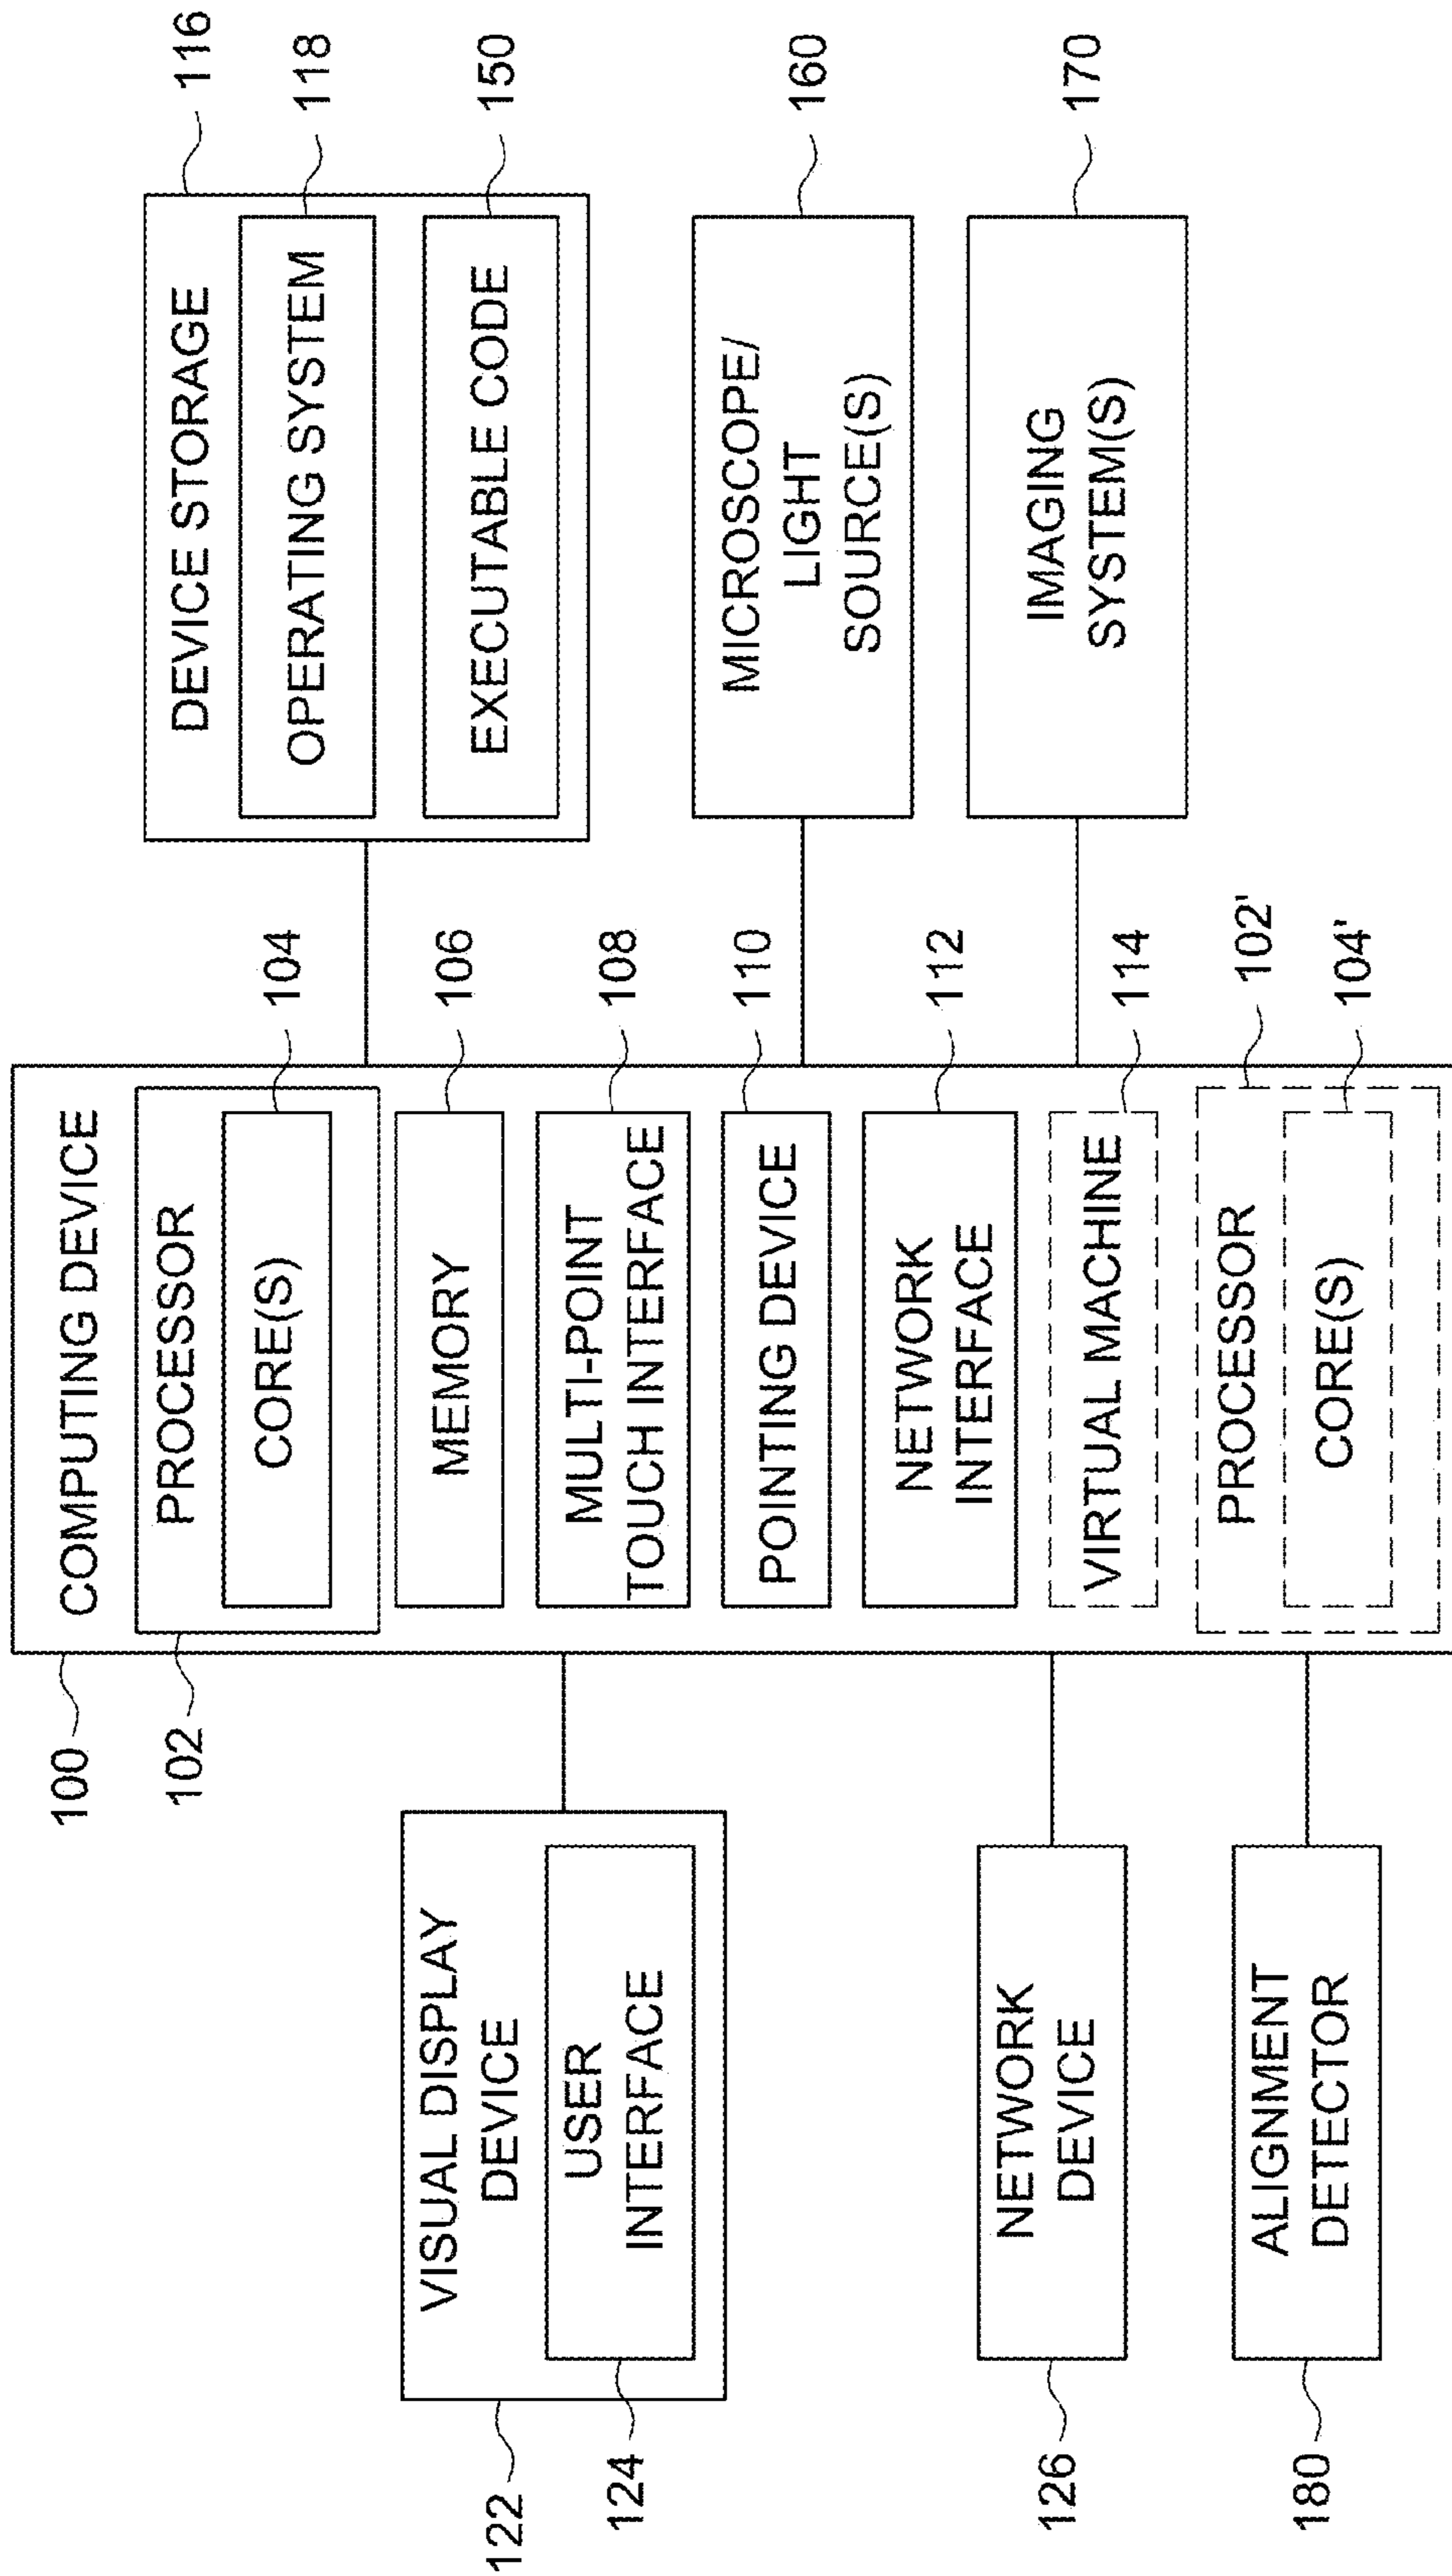 100
COMPUTING DEVICE
102
PROCESSOR
CORE(S)
104
MEMORY
106
MULTI-POINT
TOUCH INTERFACE
108
POINTING DEVICE
110
NETWORK
INTERFACE
112
VIRTUAL MACHINE
114
PROCESSOR
102'
CORE(S)
104'
VISUAL DISPLAY
DEVICE
122
USER
INTERFACE
124
NETWORK
DEVICE
126
ALIGNMENT
DETECTOR
180
DEVICE STORAGE
116
OPERATING SYSTEM
118
EXECUTABLE CODE
150
MICROSCOPE/
LIGHT
SOURCE(S)
160
IMAGING
SYSTEM(S)
170